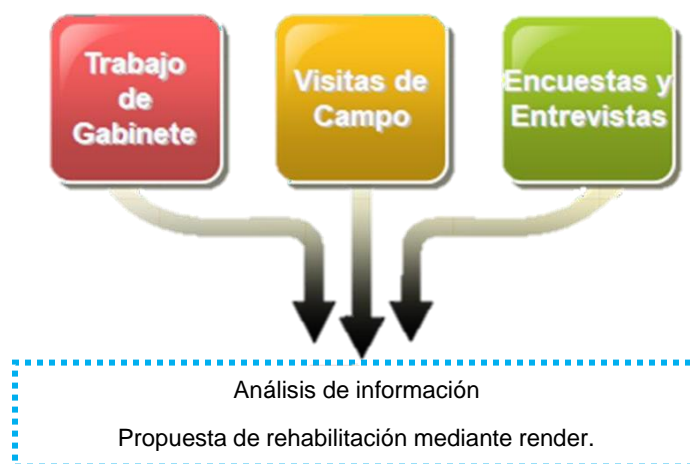 Trabajo
de
Gabinete
Visitas de
Campo
Encuestas y
Entrevistas
Análisis de información
Propuesta de rehabilitación mediante render.